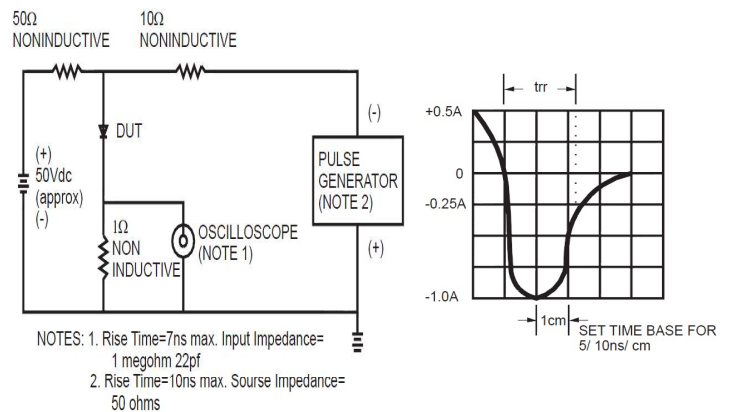 50Ω
NONINDUCTIVE
10Ω
NONINDUCTIVE
DUT
(+)
50Vdc
(approx)
(-)
1Ω
NON
INDUCTIVE
OSCILLOSCOPE
(NOTE 1)
(-)
PULSE
GENERATOR
(NOTE 2)
(+)
trr
+0.5A
0
-0.25A
-1.0A
1cm
SET TIME BASE FOR
5/ 10ns/ cm
NOTES: 1. Rise Time=7ns max. Input Impedance=
1 megohm 22pf
2. Rise Time=10ns max. Sourse Impedance=
50 ohms